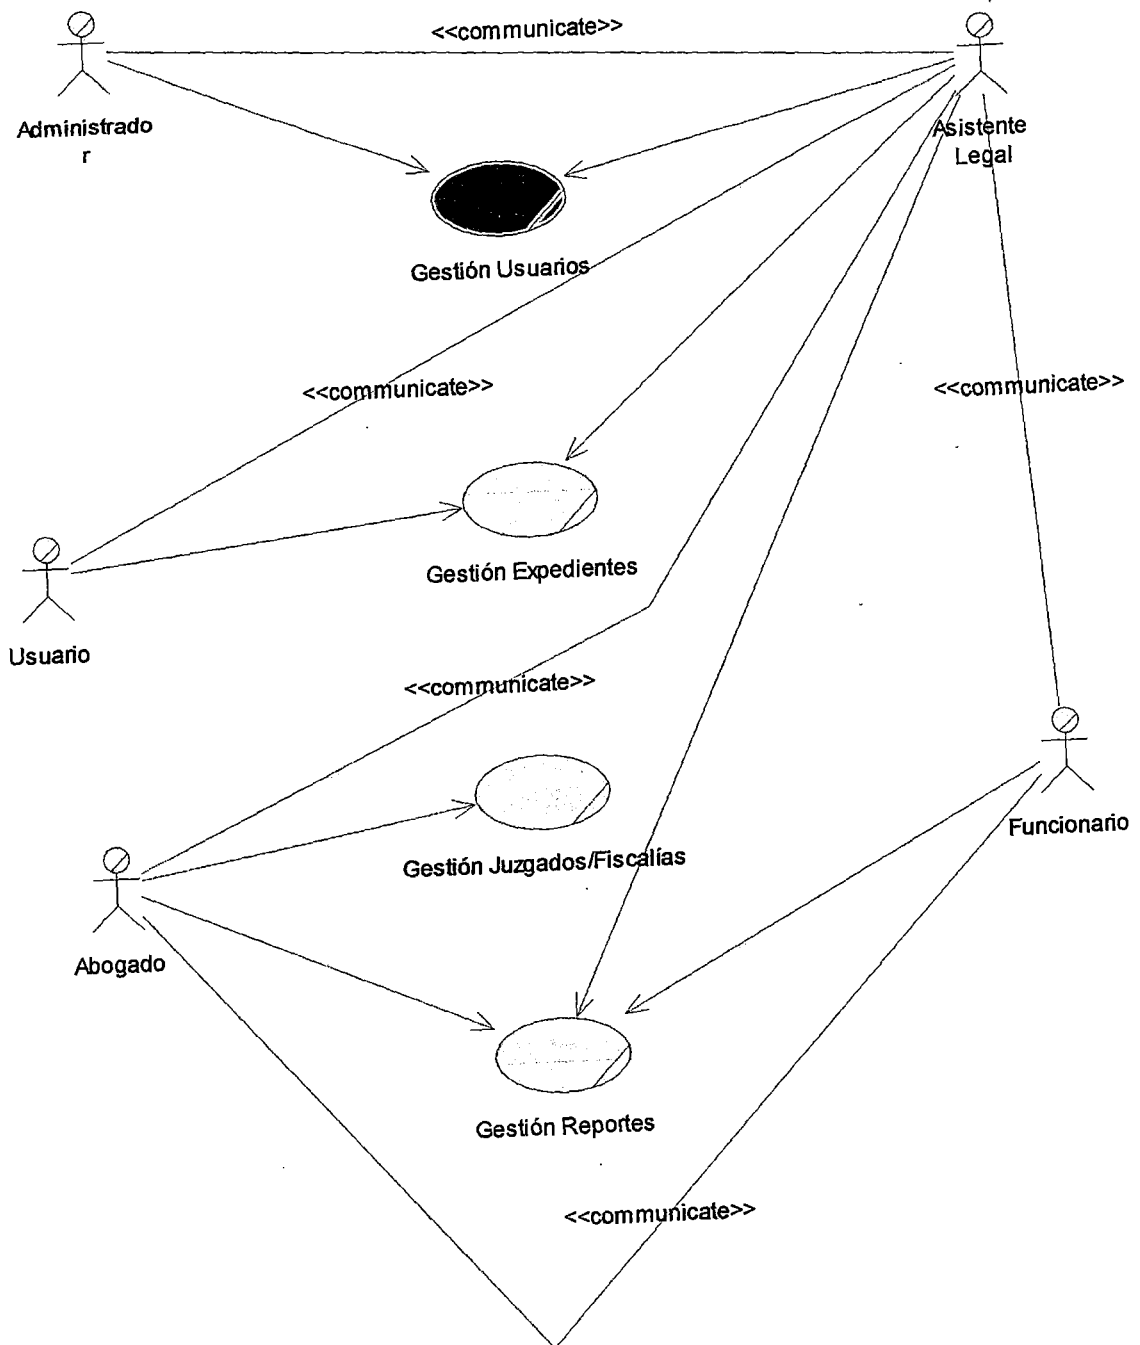 <<communicate>>
Administrado
r
Asistente
Legal
Gestión Usuarios
<<communicate>>
<<communicate>>
Gestión Expedientes
Usuario
<<communicate>>
Funcionario
Gestión Juzgados/Fiscalías
Abogado
Gestión Reportes
<<communicate>>